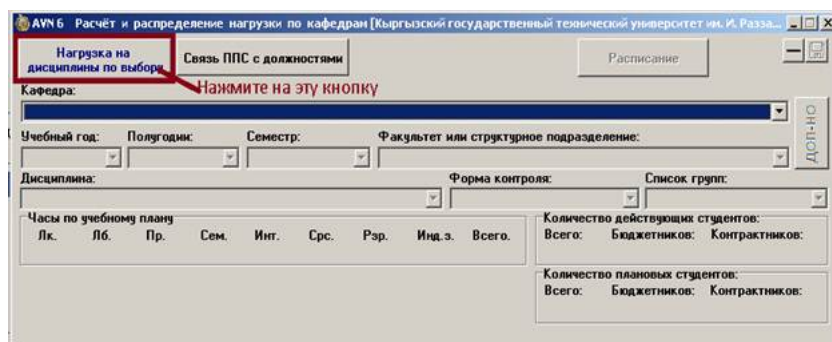 AVN 6 Расчёт и распределение нагрузки по кафедрам [Кыргызский государственный технический университет им. И. Разза...
Нагрузка на
дисциплины по выбору
Связь ППС с должностями
Расписание
Нажмите на эту кнопку
Кафедра:
Доп-но
Учебный год: Полугодии: Семестр: Факультет или структурное подразделение:
Дисциплина: Форма контроля: Список групп:
Часы по учебному плану
Лк. Лб. Пр. Сем. Инт. Срс. Рзр. Инд.з. Всего.
Количество действующих студентов:
Всего: Бюджетников: Контрактников:
Количество плановых студентов:
Всего: Бюджетников: Контрактников: